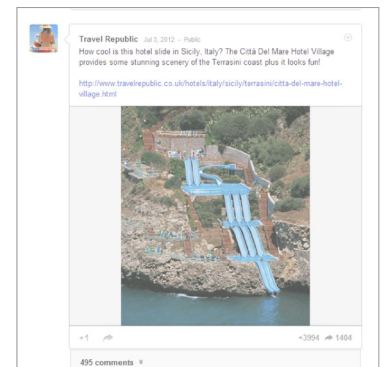 Travel Republic Jul 3, 2012 - Public
How cool is this hotel slide in Sicily, Italy? The Città Del Mare Hotel Village
provides some stunning scenery of the Terrasini coast plus it looks fun!
http://www.travelrepublic.co.uk/hotels/italy/sicily/terrasini/citta-del-mare-hotel-
village.html
+1 +3994 1404
495 comments